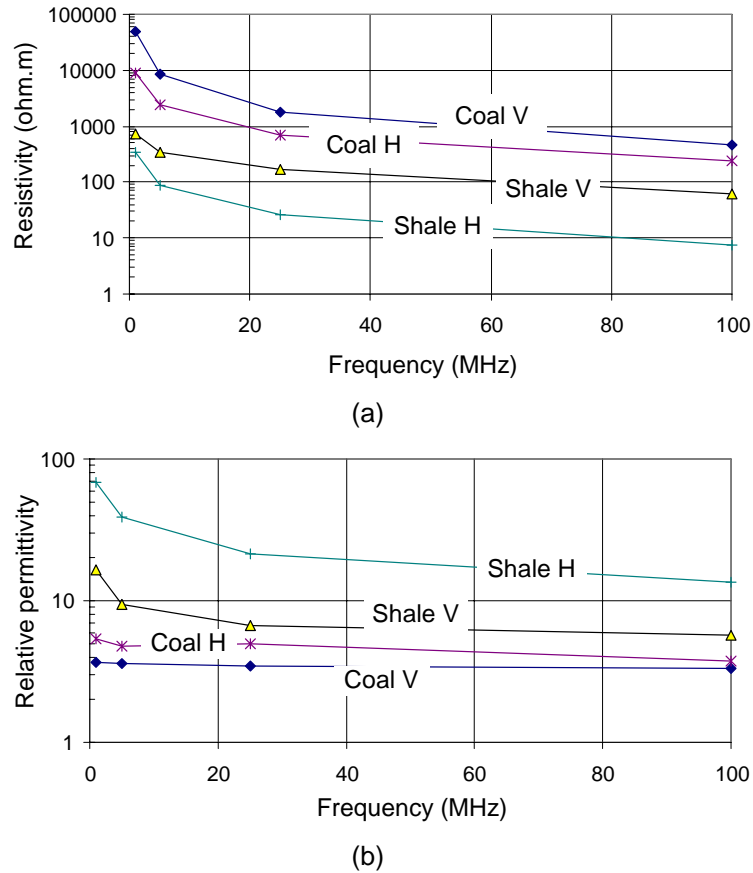 100000
10000
1000
100
10
1
Resistivity (ohm.m)
Coal V
Coal H
Shale V
Shale H
0 20 40 60 80 100
Frequency (MHz)
(a)
100
10
1
Relative permittivity
Shale H
Shale V
Coal H
Coal V
0 20 40 60 80 100
Frequency (MHz)
(b)